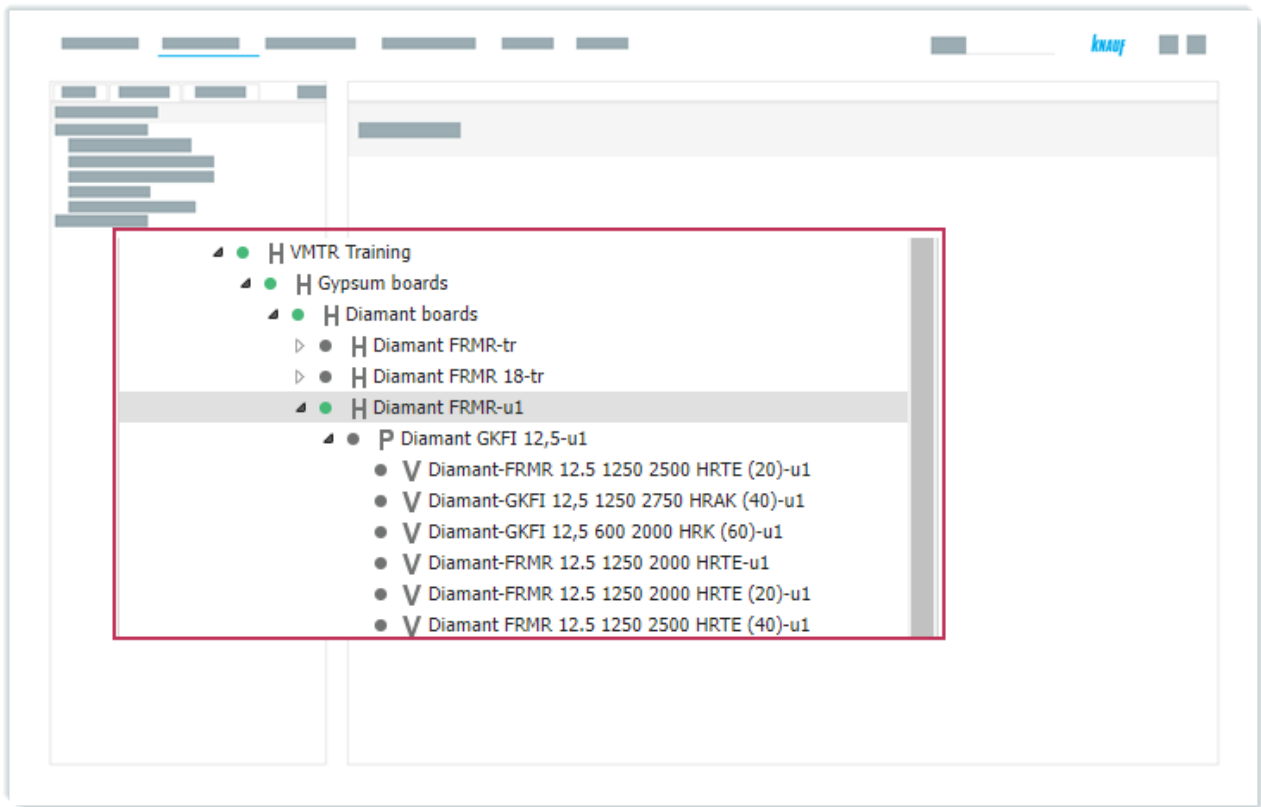 KNAUF
H VMTR Training
H Gypsum boards
H Diamant boards
H Diamant FRMR-tr
H Diamant FRMR 18-tr
H Diamant FRMR-u1
P Diamant GKFI 12,5-u1
V Diamant-FRMR 12.5 1250 2500 HRTE (20)-u1
V Diamant-GKFI 12,5 1250 2750 HRAK (40)-u1
V Diamant-GKFI 12,5 600 2000 HRK (60)-u1
V Diamant-FRMR 12.5 1250 2000 HRTE-u1
V Diamant-FRMR 12.5 1250 2000 HRTE (20)-u1
V Diamant FRMR 12.5 1250 2500 HRTE (40)-u1